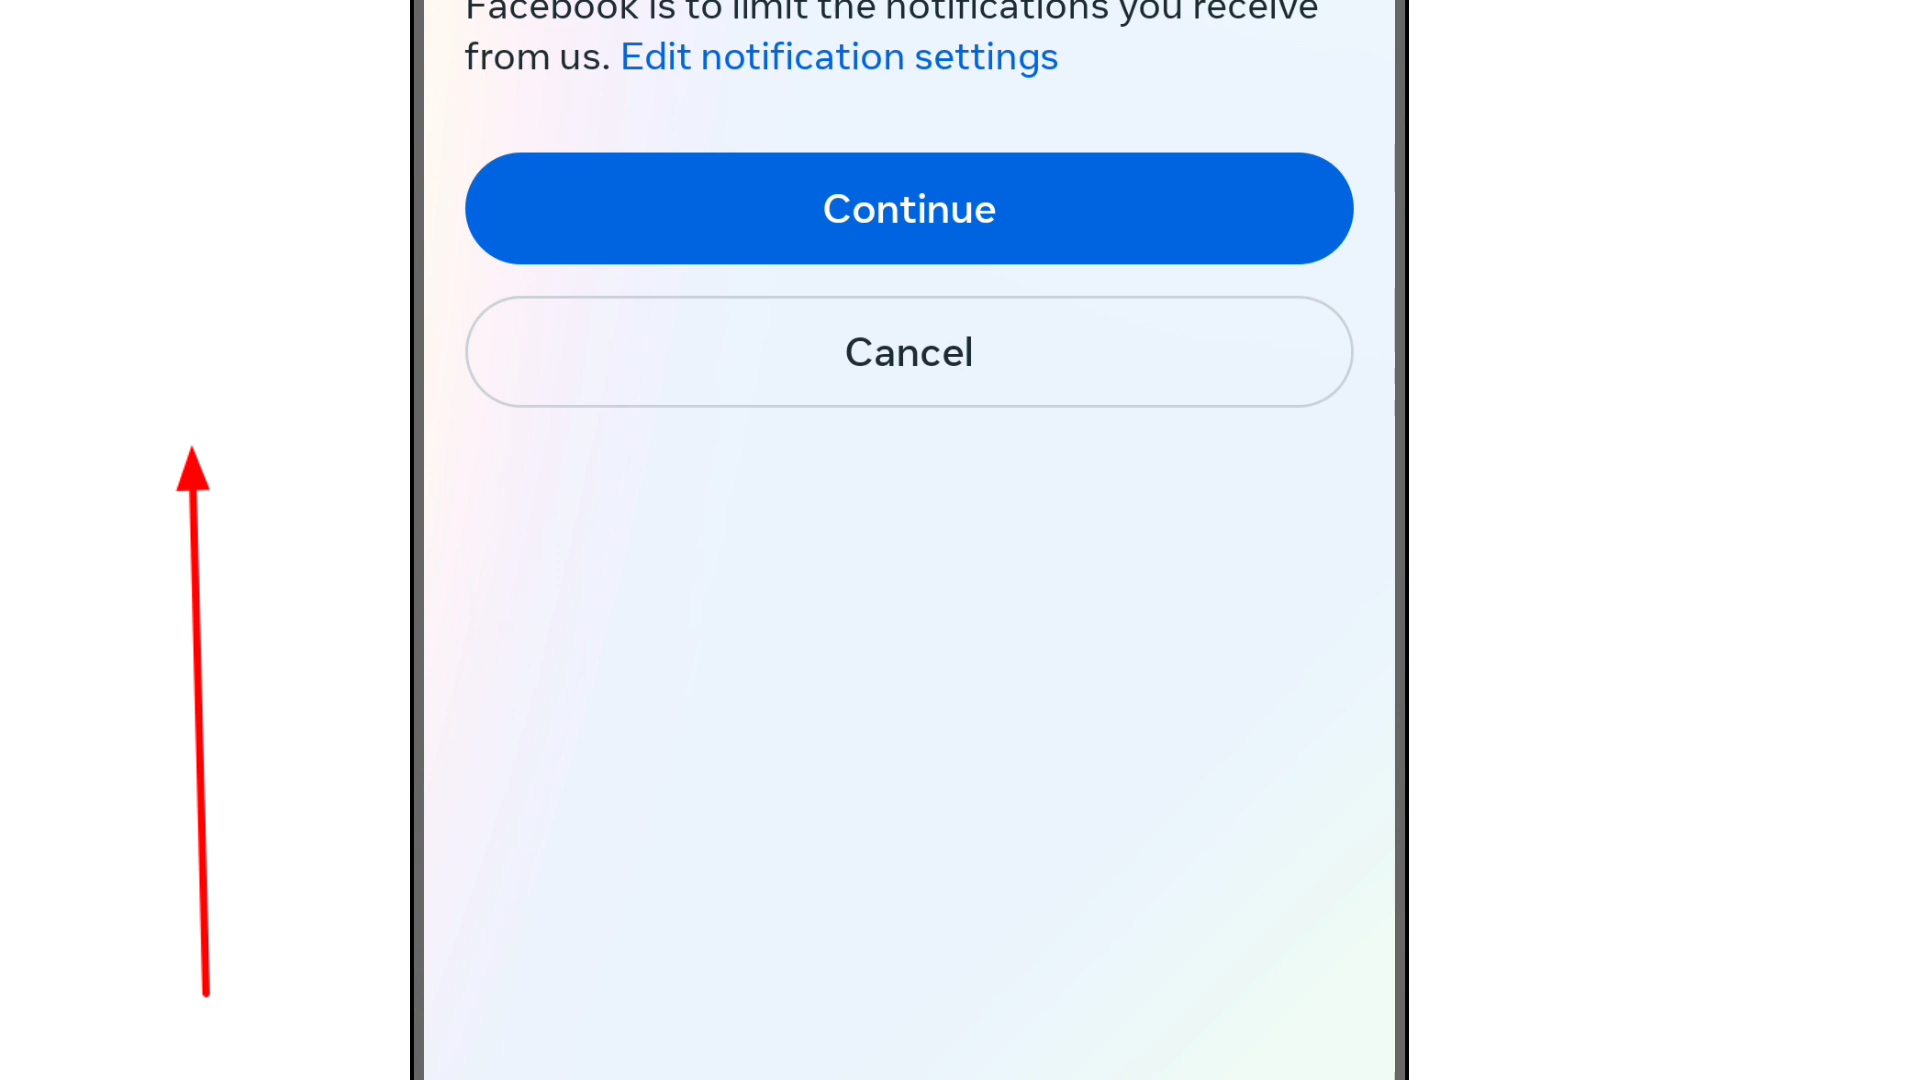 Facebook is to limit the notifications you receive
from us. Edit notification settings
Continue
Cancel